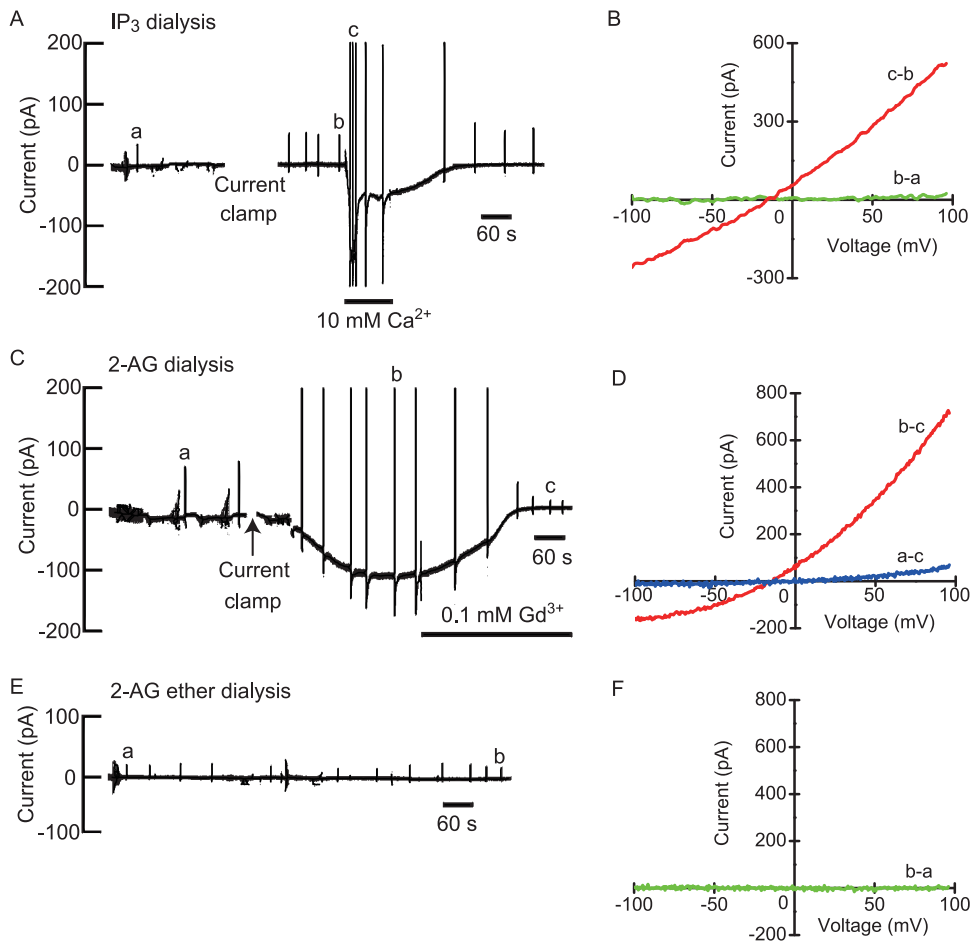 A
IP₃ dialysis
Current (pA)
200
100
0
-100
-200
a
b
c
Current
clamp
60 s
10 mM Ca²⁺
B
Current (pA)
600
300
-300
-100
-50
0
50
100
Voltage (mV)
c-b
b-a
C
2-AG dialysis
Current (pA)
200
100
0
-100
-200
a
b
c
Current
clamp
60 s
0.1 mM Gd³⁺
D
Current (pA)
800
600
400
200
-200
-100
-50
0
50
100
Voltage (mV)
b-c
a-c
E
2-AG ether dialysis
Current (pA)
100
0
-100
a
b
60 s
F
Current (pA)
800
600
400
200
-200
-100
-50
0
50
100
Voltage (mV)
b-a